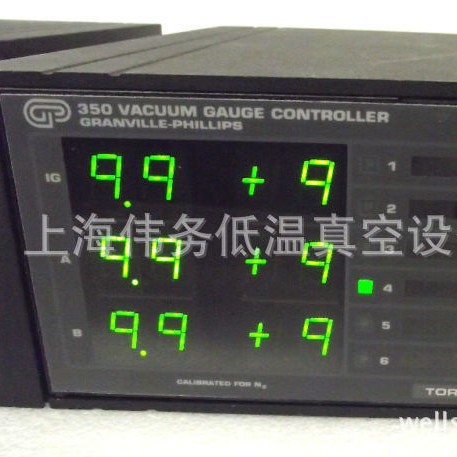 GP 350 VACUUM GAUGE CONTROLLER
GRANVILLE-PHILLIPS
IG 9.9 +9 1
2
上海伟务低温真空设
A 9.9 +9
4
B 9.9 +9 5
6
CALIBRATED FOR N₂
TOR
wells